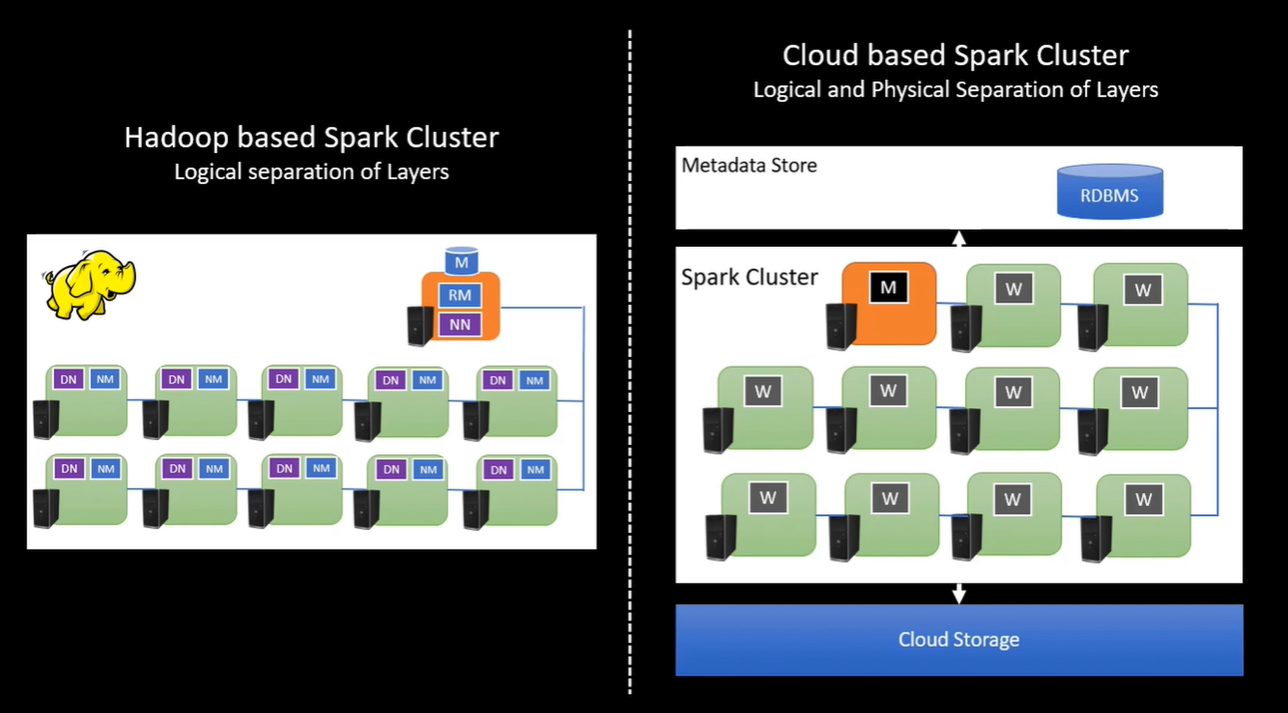 Hadoop based Spark Cluster
Logical separation of Layers
M
RM
NN
DN NM DN NM DN NM DN NM DN NM
DN NM DN NM DN NM DN NM DN NM
Cloud based Spark Cluster
Logical and Physical Separation of Layers
Metadata Store
RDBMS
Spark Cluster
M W W
W W W W
W W W W
Cloud Storage